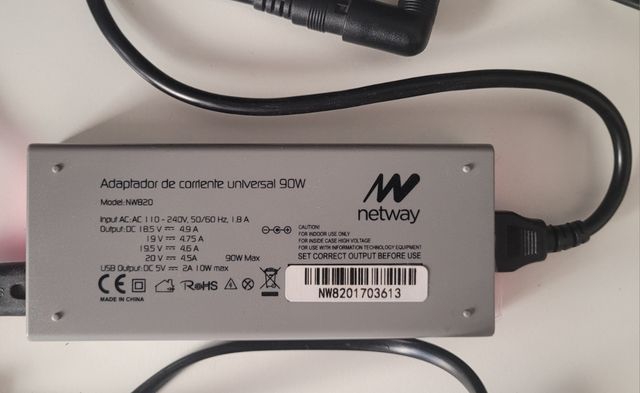 Adaptador de corriente universal 90W
Model:NW820
Input AC:AC 110 - 240V, 50/60 Hz, 1.8 A
Output: DC 18.5 V ⎓ 4.9 A
19 V ⎓ 4.75 A
19.5 V ⎓ 4.6 A
20 V ⎓ 4.5A 90W Max
USB Output: DC 5V ⎓ 2A 10W max
CE RoHS
MADE IN CHINA
netway
CAUTION!
FOR INDOOR USE ONLY
FOR INSIDE CASE HIGH VOLTAGE
FOR USE WITH INFORMATION TECHNOLOGY EQUIPMENT
SET CORRECT OUTPUT BEFORE USE
NW8201703613